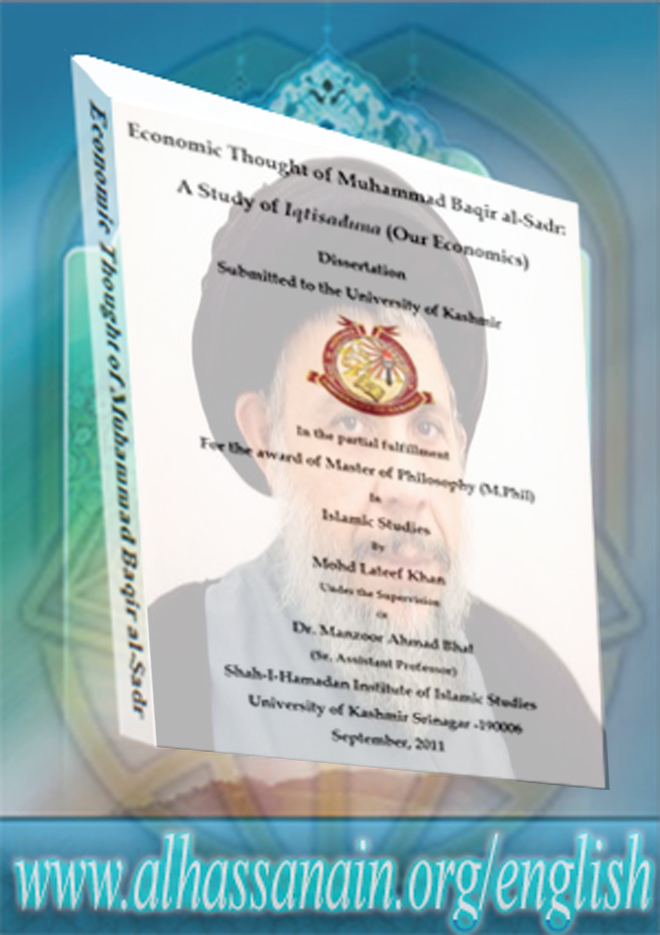 Economic Thought of Muhammad Baqir al-Sadr
Economic Thought of Muhammad Baqir al-Sadr:
A Study of Iqtisaduna (Our Economics)
Dissertation
Submitted to the University of Kashmir
In the partial fulfillment
For the award of Master of Philosophy (M.Phil)
In
Islamic Studies
By
Mohd Lateef Khan
Under the Supervision
Of
Dr. Manzoor Ahmad Bhat
(Sr. Assistant Professor)
Shah-I-Hamadan Institute of Islamic Studies
University of Kashmir Srinagar -190006
September, 2011
www.alhassanain.org/english